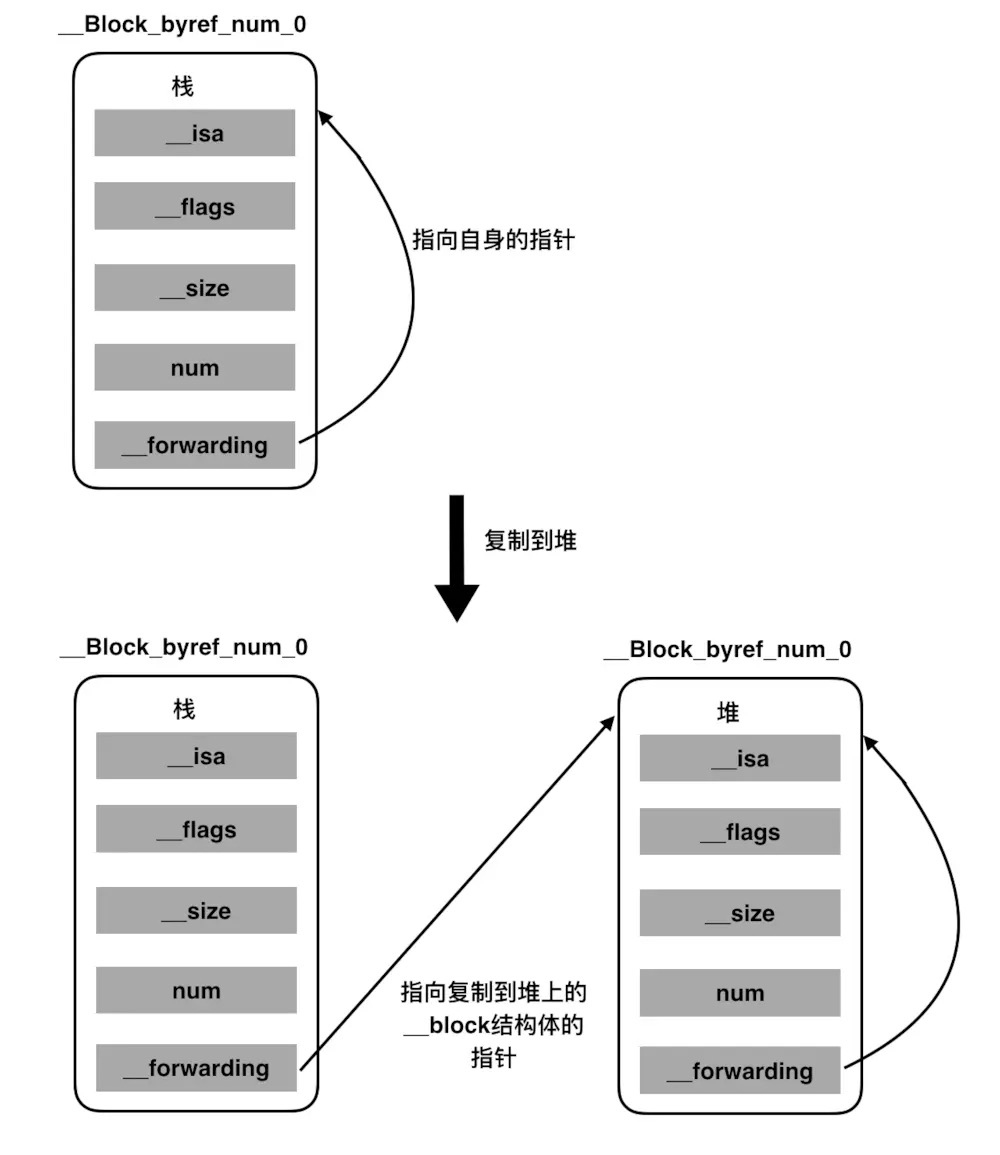 __Block_byref_num_0
栈
__isa
__flags
指向自身的指针
__size
num
__forwarding
复制到堆
__Block_byref_num_0
栈
__isa
__flags
__size
num
__forwarding
指向复制到堆上的
__block结构体的
指针
__Block_byref_num_0
堆
__isa
__flags
__size
num
__forwarding